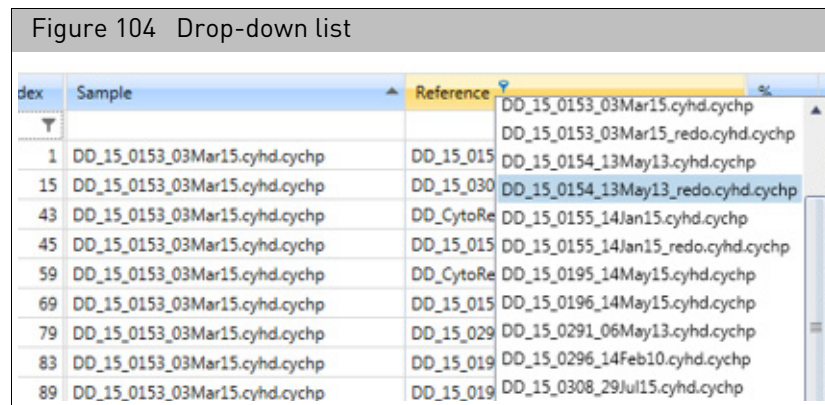 Figure 104 Drop-down list
dex Sample Reference %
DD_15_0153_03Mar15.cyhd.cychp
DD_15_0153_03Mar15_redo.cyhd.cychp
1 DD_15_0153_03Mar15.cyhd.cychp DD_15_015 DD_15_0154_13May13.cyhd.cychp
15 DD_15_0153_03Mar15.cyhd.cychp DD_15_030 DD_15_0154_13May13_redo.cyhd.cychp
43 DD_15_0153_03Mar15.cyhd.cychp DD_CytoRe DD_15_0155_14Jan15.cyhd.cychp
45 DD_15_0153_03Mar15.cyhd.cychp DD_15_015 DD_15_0155_14Jan15_redo.cyhd.cychp
59 DD_15_0153_03Mar15.cyhd.cychp DD_CytoRe DD_15_0195_14May15.cyhd.cychp
69 DD_15_0153_03Mar15.cyhd.cychp DD_15_015 DD_15_0196_14May15.cyhd.cychp
79 DD_15_0153_03Mar15.cyhd.cychp DD_15_029 DD_15_0291_06May13.cyhd.cychp
83 DD_15_0153_03Mar15.cyhd.cychp DD_15_019 DD_15_0296_14Feb10.cyhd.cychp
89 DD_15_0153_03Mar15.cyhd.cychp DD_15_019 DD_15_0308_29Jul15.cyhd.cychp